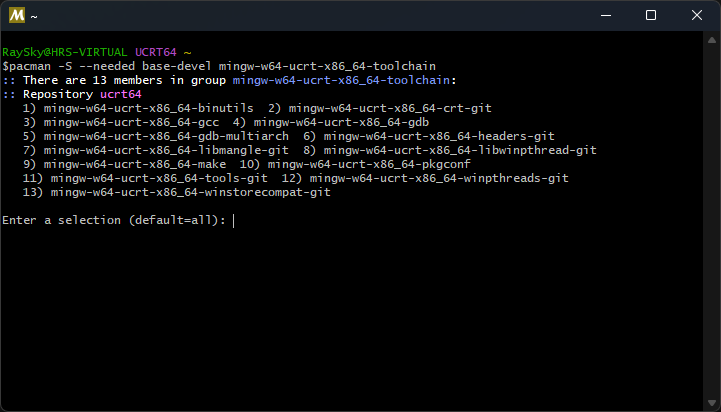 ~
RaySky@HRS-VIRTUAL UCRT64 ~
$pacman -S --needed base-devel mingw-w64-ucrt-x86_64-toolchain
:: There are 13 members in group mingw-w64-ucrt-x86_64-toolchain:
:: Repository ucrt64
1) mingw-w64-ucrt-x86_64-binutils 2) mingw-w64-ucrt-x86_64-crt-git
3) mingw-w64-ucrt-x86_64-gcc 4) mingw-w64-ucrt-x86_64-gdb
5) mingw-w64-ucrt-x86_64-gdb-multiarch 6) mingw-w64-ucrt-x86_64-headers-git
7) mingw-w64-ucrt-x86_64-libmangle-git 8) mingw-w64-ucrt-x86_64-libwinpthread-git
9) mingw-w64-ucrt-x86_64-make 10) mingw-w64-ucrt-x86_64-pkgconf
11) mingw-w64-ucrt-x86_64-tools-git 12) mingw-w64-ucrt-x86_64-winpthreads-git
13) mingw-w64-ucrt-x86_64-winstorecompat-git
Enter a selection (default=all):